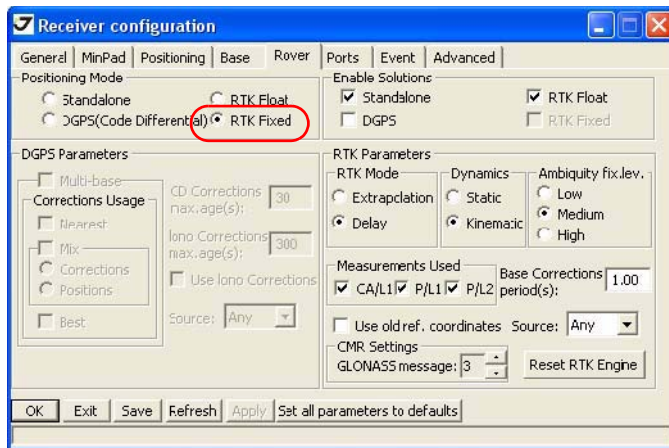 Receiver configuration
General MinPad Positioning Base Rover Ports Event Advanced
Positioning Mode
Standalone RTK Float
DGPS(Code Differential) RTK Fixed
Enable Solutions
Standalone RTK Float
DGPS RTK Fixed
DGPS Parameters
Multi-base
Corrections Usage
Nearest
Mix
Corrections
Positions
Best
CD Corrections max.age(s): 30
Iono Corrections max.age(s): 300
Use Iono Corrections
Source: Any
RTK Parameters
RTK Mode
Extrapolation
Delay
Dynamics
Static
Kinematic
Ambiquity fix.lev.
Low
Medium
High
Measurements Used
CA/L1 P/L1 P/L2
Base Corrections period(s): 1.00
Use old ref. coordinates Source: Any
CMR Settings
GLONASS message: 3
Reset RTK Engine
OK Exit Save Refresh Apply Set all parameters to defaults